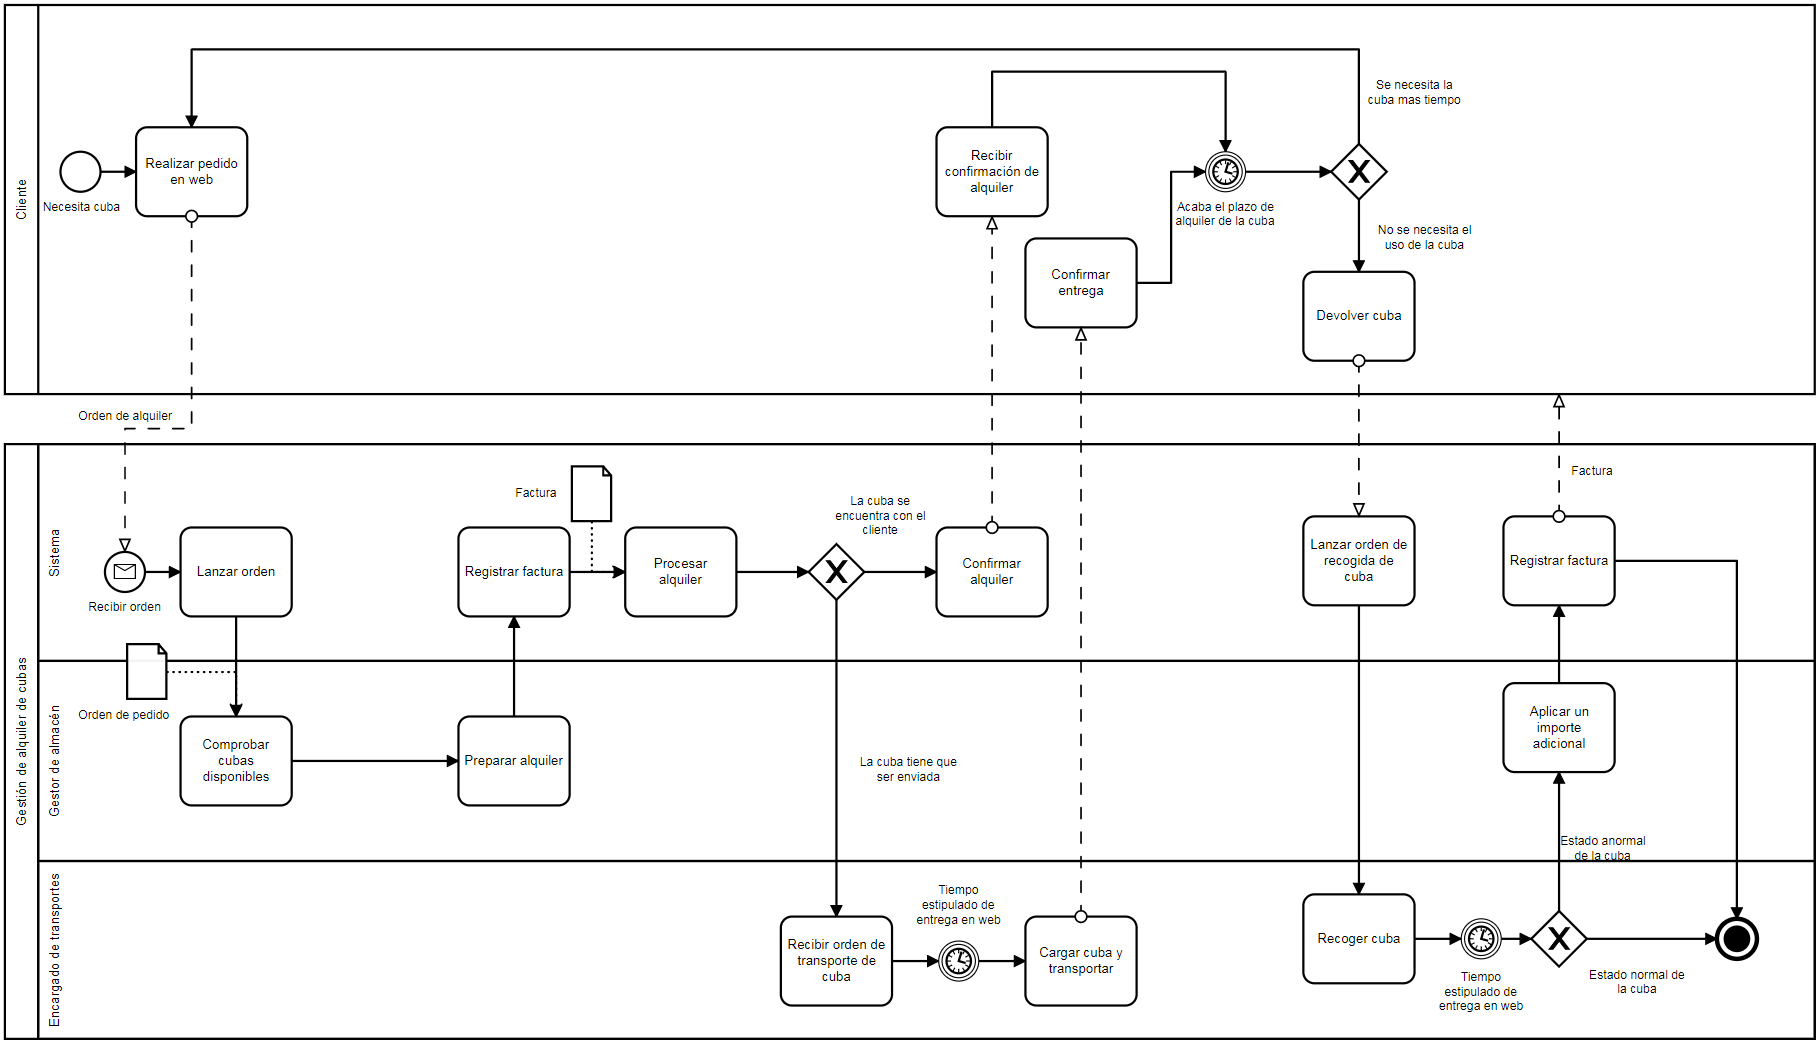 Cliente
Necesita cuba
Realizar pedido
en web
Recibir
confirmación de
alquiler
Confirmar
entrega
Acaba el plazo de
alquiler de la cuba
Se necesita la
cuba mas tiempo
No se necesita el
uso de la cuba
Devolver cuba
Orden de alquiler
Factura
Gestión de alquiler de cubas
Sistema
Recibir orden
Lanzar orden
Registrar factura
Factura
Procesar
alquiler
La cuba se
encuentra con el
cliente
Confirmar
alquiler
Lanzar orden de
recogida de
cuba
Registrar factura
Gestor de almacén
Orden de pedido
Comprobar
cubas
disponibles
Preparar alquiler
La cuba tiene que
ser enviada
Aplicar un
importe
adicional
Estado anormal
de la cuba
Encargado de transportes
Recibir orden de
transporte de
cuba
Tiempo
estipulado de
entrega en web
Cargar cuba y
transportar
Recoger cuba
Tiempo
estipulado de
entrega en web
Estado normal de
la cuba